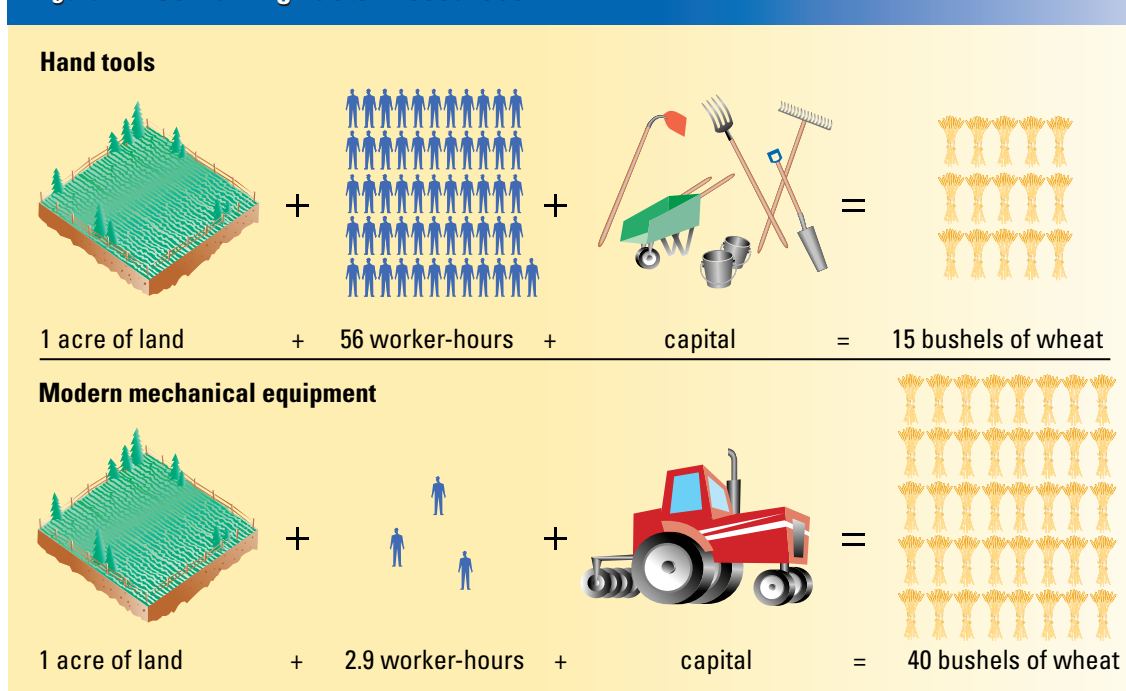 Hand tools
1 acre of land + 56 worker-hours + capital = 15 bushels of wheat
Modern mechanical equipment
1 acre of land + 2.9 worker-hours + capital = 40 bushels of wheat